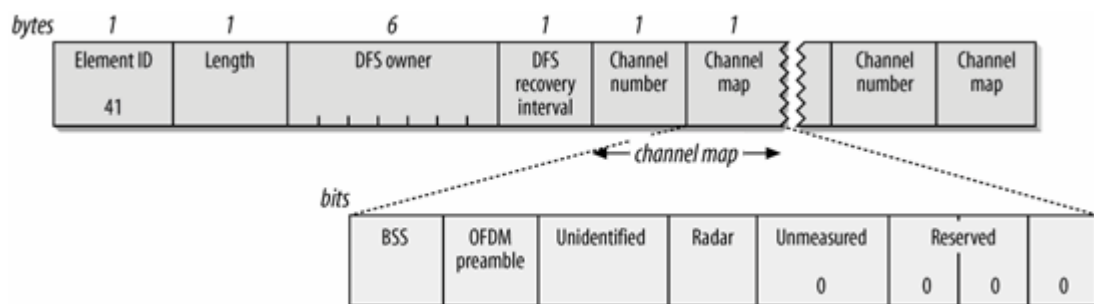 bytes 1 1 6 1 1 1
Element ID Length DFS owner DFS Channel Channel Channel Channel
recovery number map number map
41 interval
channel map
bits
BSS OFDM Unidentified Radar Unmeasured Reserved
preamble
0 0 0 0